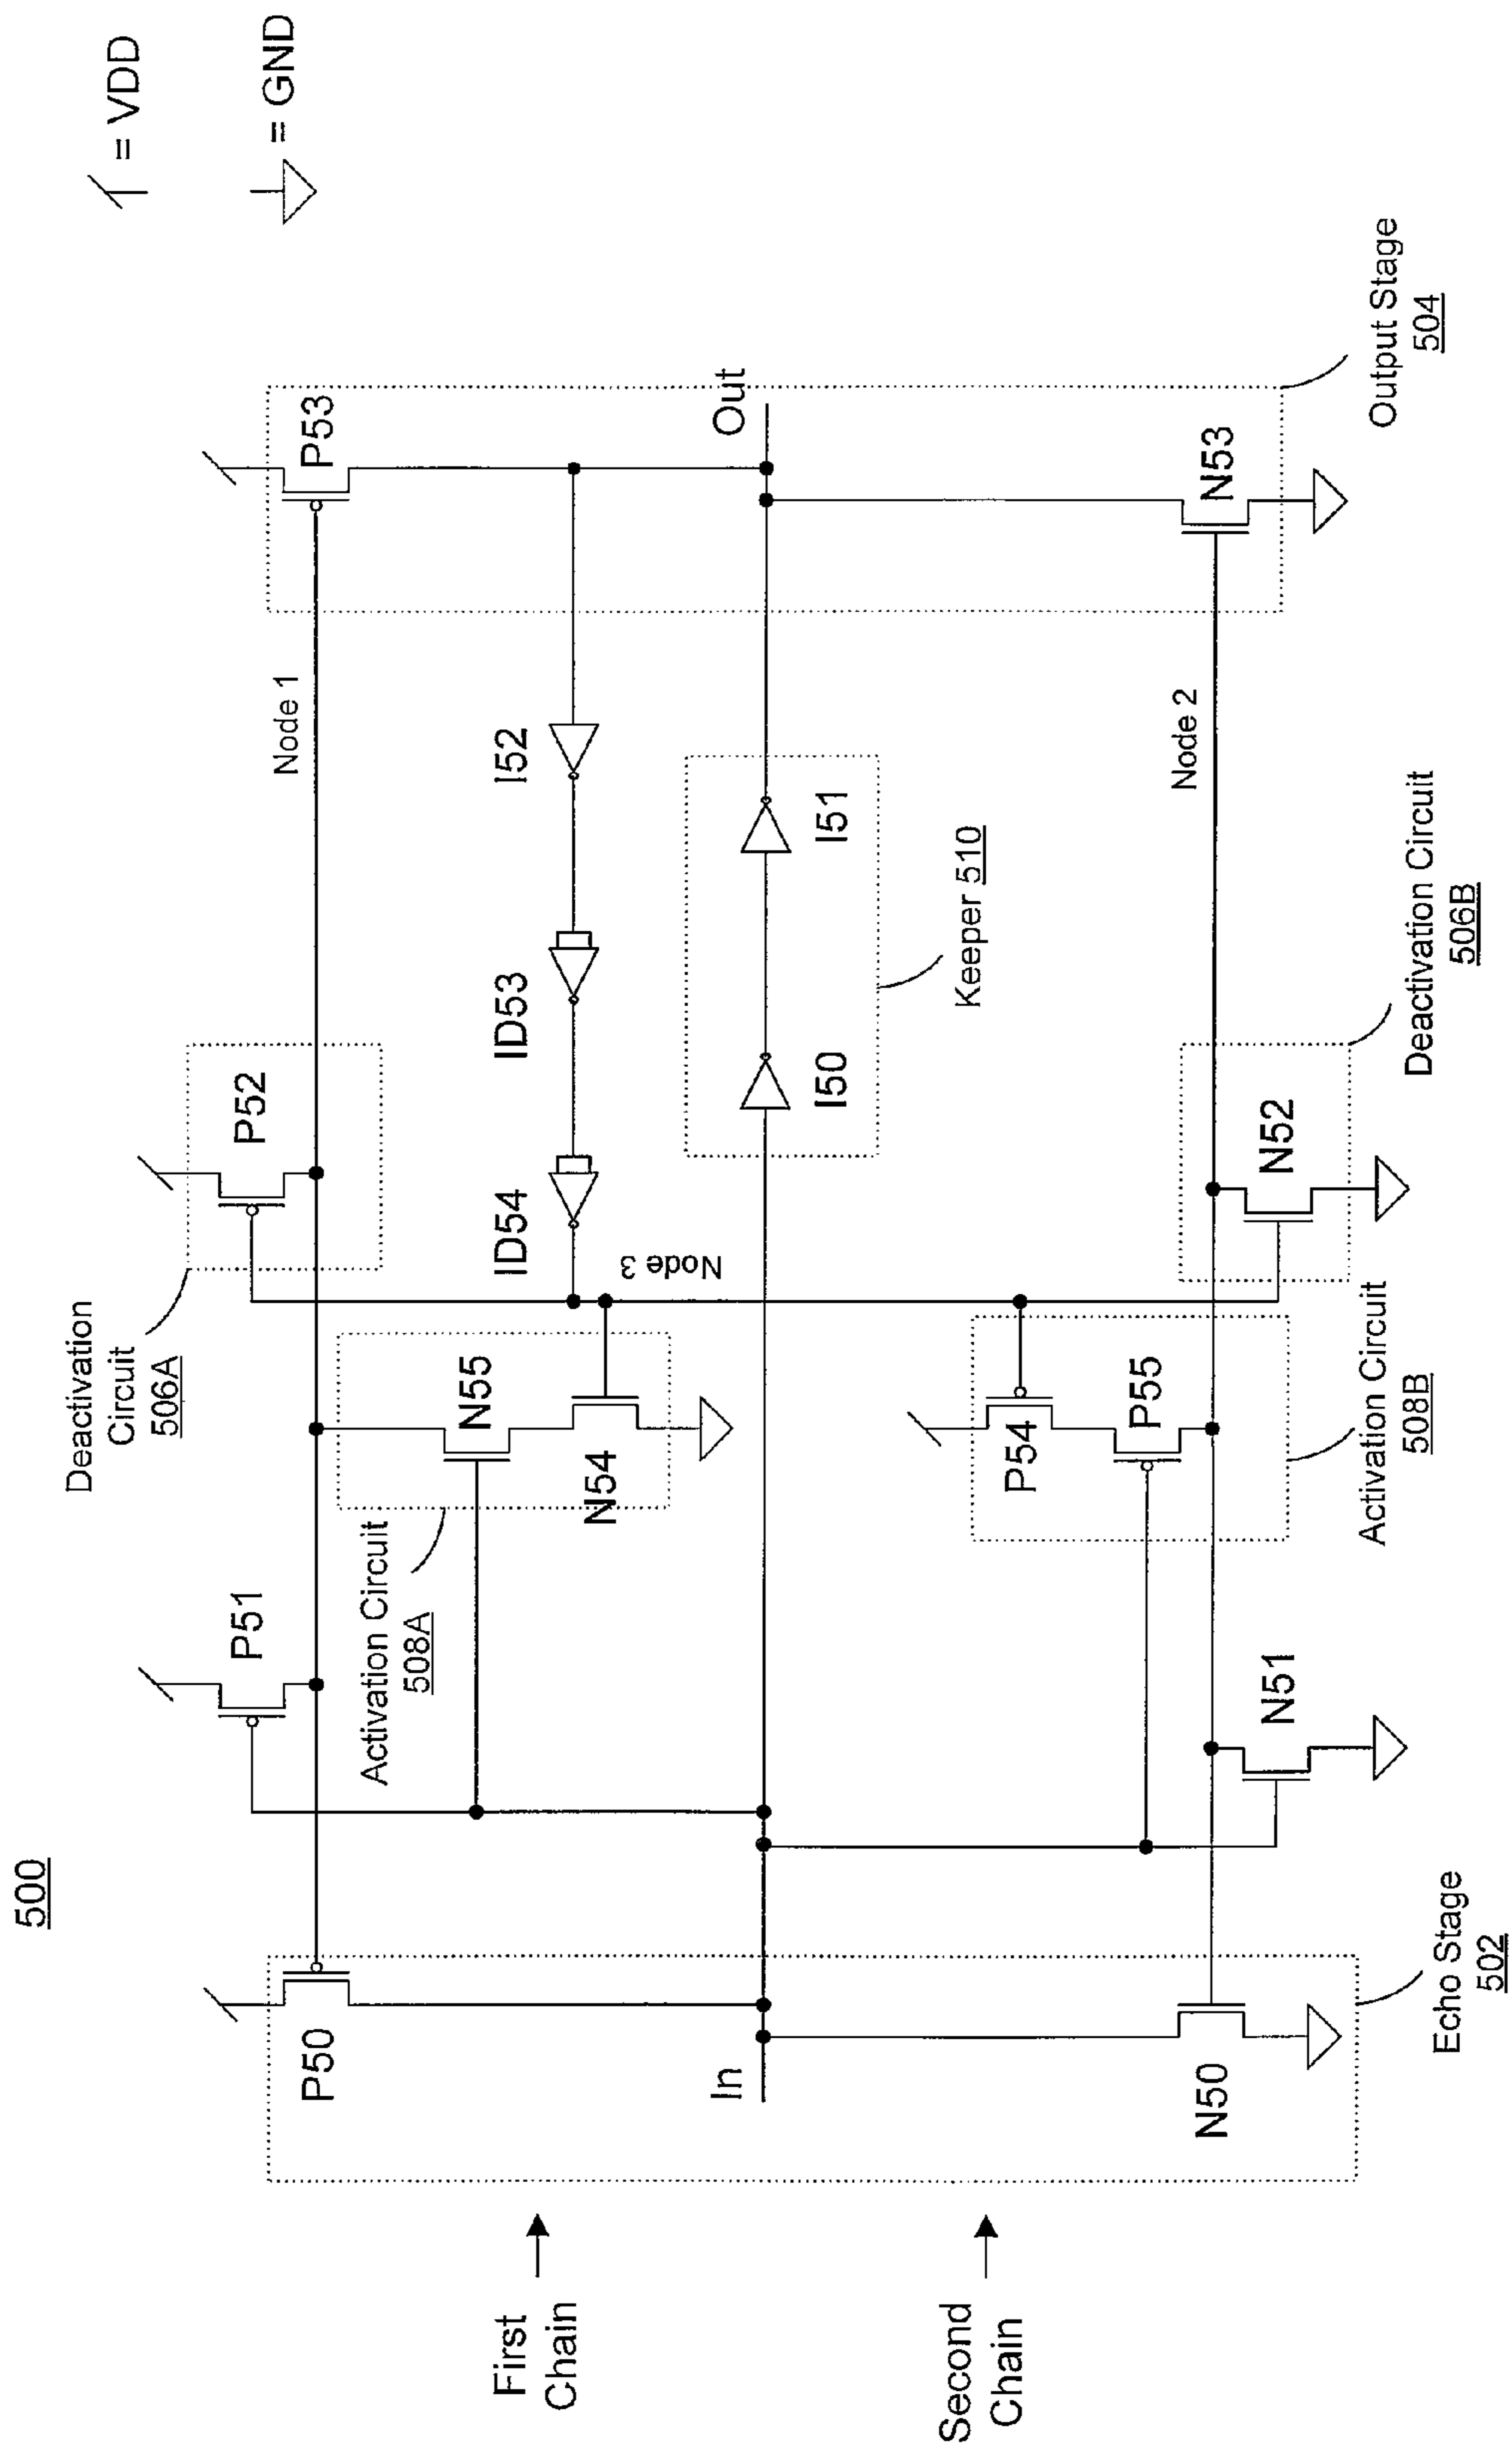 500
= VDD
= GND
First
Chain
Second
Chain
In
Out
P50
N50
Echo Stage
502
P51
N51
Activation Circuit
508A
N55
N54
Activation Circuit
508B
P54
P55
Deactivation
Circuit
506A
P52
Deactivation Circuit
506B
N52
Node 3
ID54
ID53
I52
I50
I51
Keeper 510
Node 1
Node 2
P53
N53
Output Stage
504